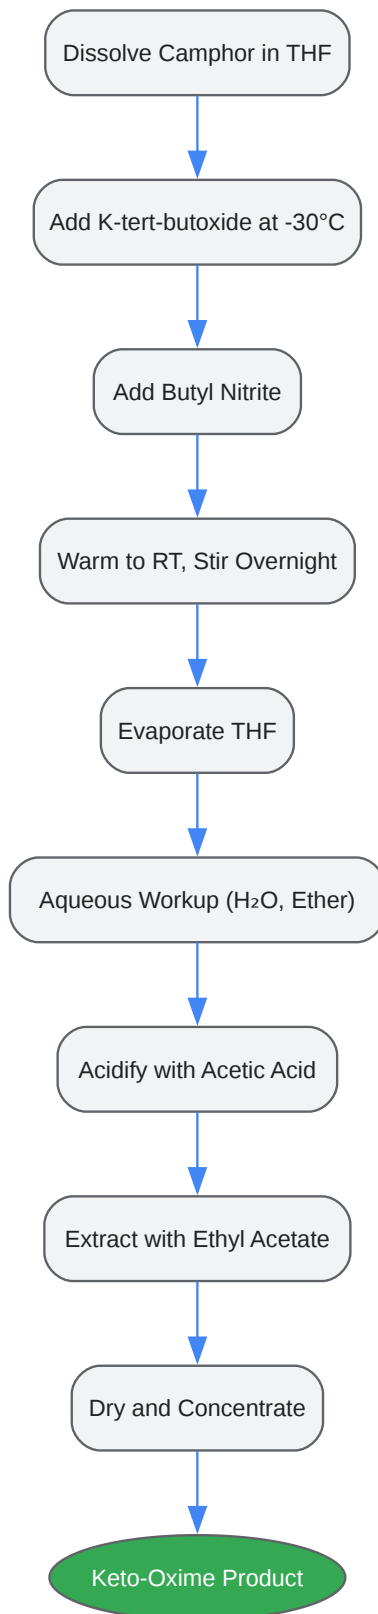 Dissolve Camphor in THF
Add K-tert-butoxide at -30°C
Add Butyl Nitrite
Warm to RT, Stir Overnight
Evaporate THF
Aqueous Workup (H₂O, Ether)
Acidify with Acetic Acid
Extract with Ethyl Acetate
Dry and Concentrate
Keto-Oxime Product